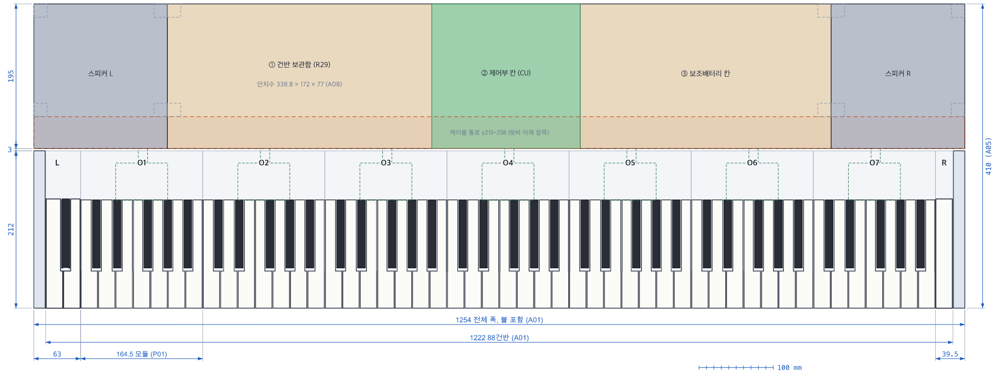 ① 건반 보관함 (R29)
스피커 L
② 제어부 칸 (CU)
③ 보조배터리 칸
스피커 R
195
안치수 338.8 × 172 × 77 (A08)
케이블 통로 y215~258 (뒷바 아래 앞쪽)
3
410 (A05)
L
O1
O2
O3
O4
O5
O6
O7
R
212
1254 전체 폭, 볼 포함 (A01)
1222 88건반 (A01)
63
164.5 모듈 (P01)
39.5
100 mm